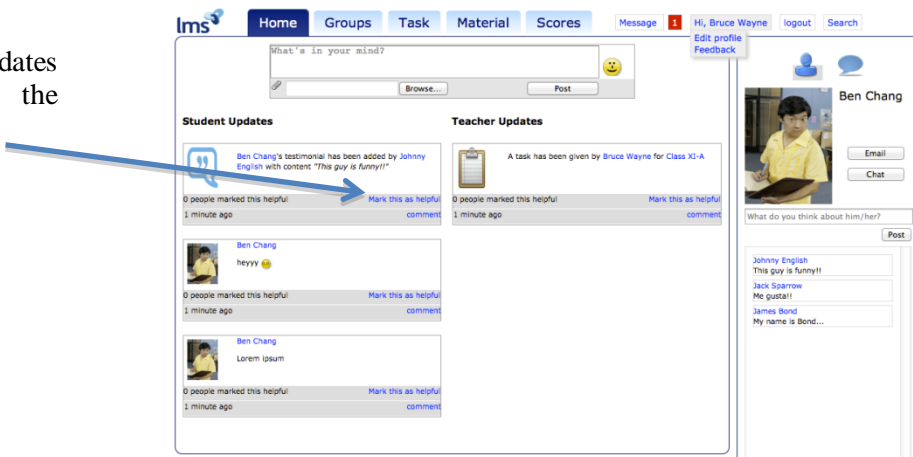 dates
the
lms
Home Groups Task Material Scores
Message 1 Hi, Bruce Wayne logout Search
Edit profile
Feedback
What's in your mind?
Browse... Post
Student Updates
Ben Chang's testimonial has been added by Johnny
English with content "This guy is funny!!"
0 people marked this helpful Mark this as helpful
1 minute ago comment
Ben Chang
heyyy
0 people marked this helpful Mark this as helpful
1 minute ago comment
Ben Chang
Lorem ipsum
0 people marked this helpful Mark this as helpful
1 minute ago comment
Teacher Updates
A task has been given by Bruce Wayne for Class XI-A
0 people marked this helpful Mark this as helpful
1 minute ago comment
Ben Chang
Email
Chat
What do you think about him/her?
Post
Johnny English
This guy is funny!!
Jack Sparrow
Me gusta!!
James Bond
My name is Bond...